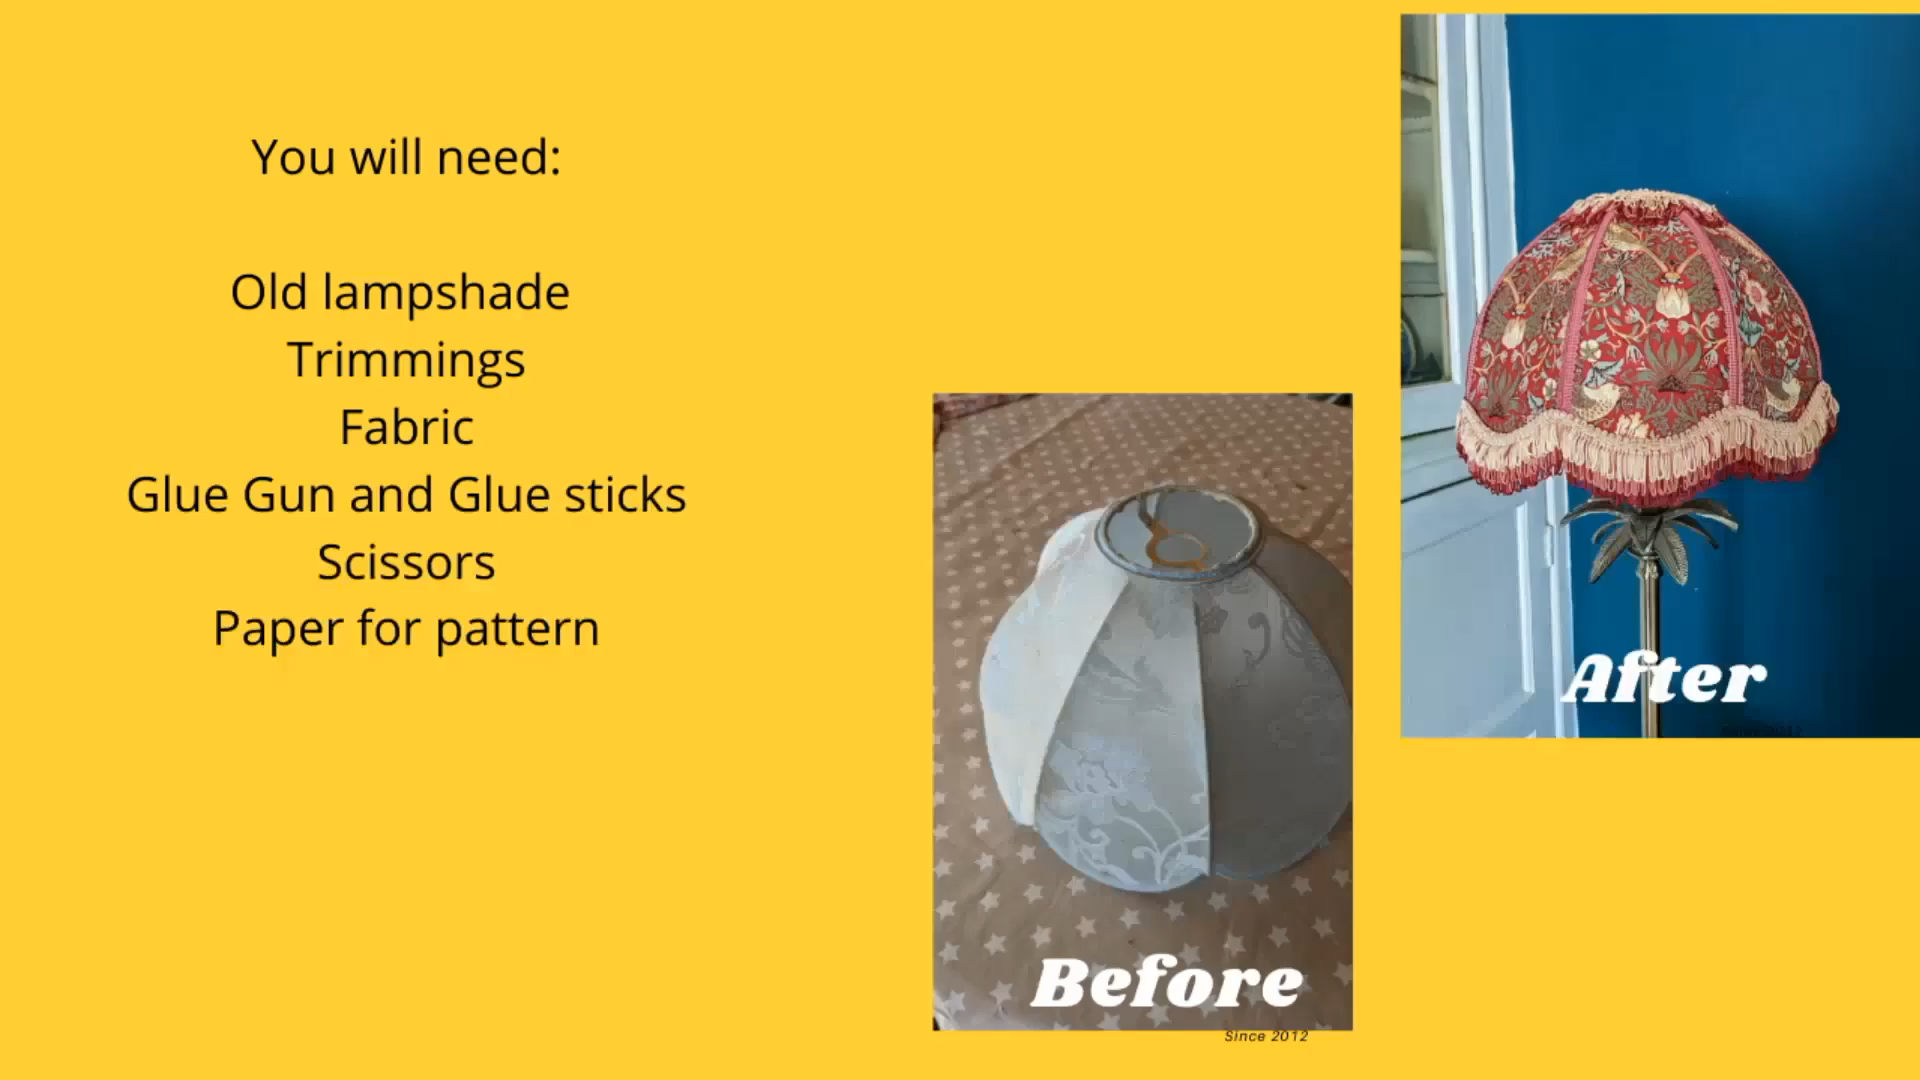 You will need:
Old lampshade
Trimmings
Fabric
Glue Gun and Glue sticks
Scissors
Paper for pattern
After
Before
Since 2012